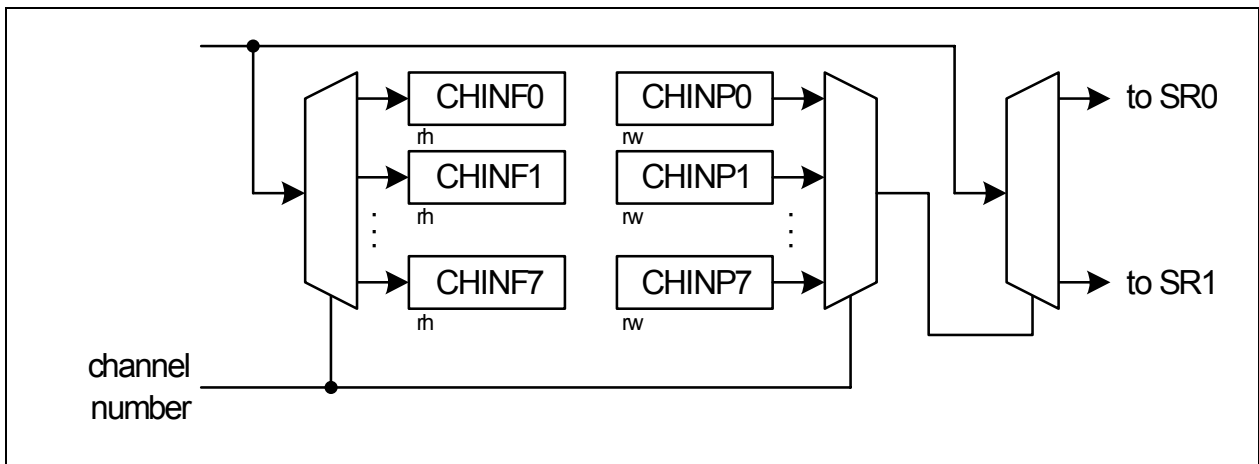 CHINF0
CHINP0
to SR0
rh
rw
CHINF1
CHINP1
rh
rw
CHINF7
CHINP7
to SR1
rh
rw
channel
number